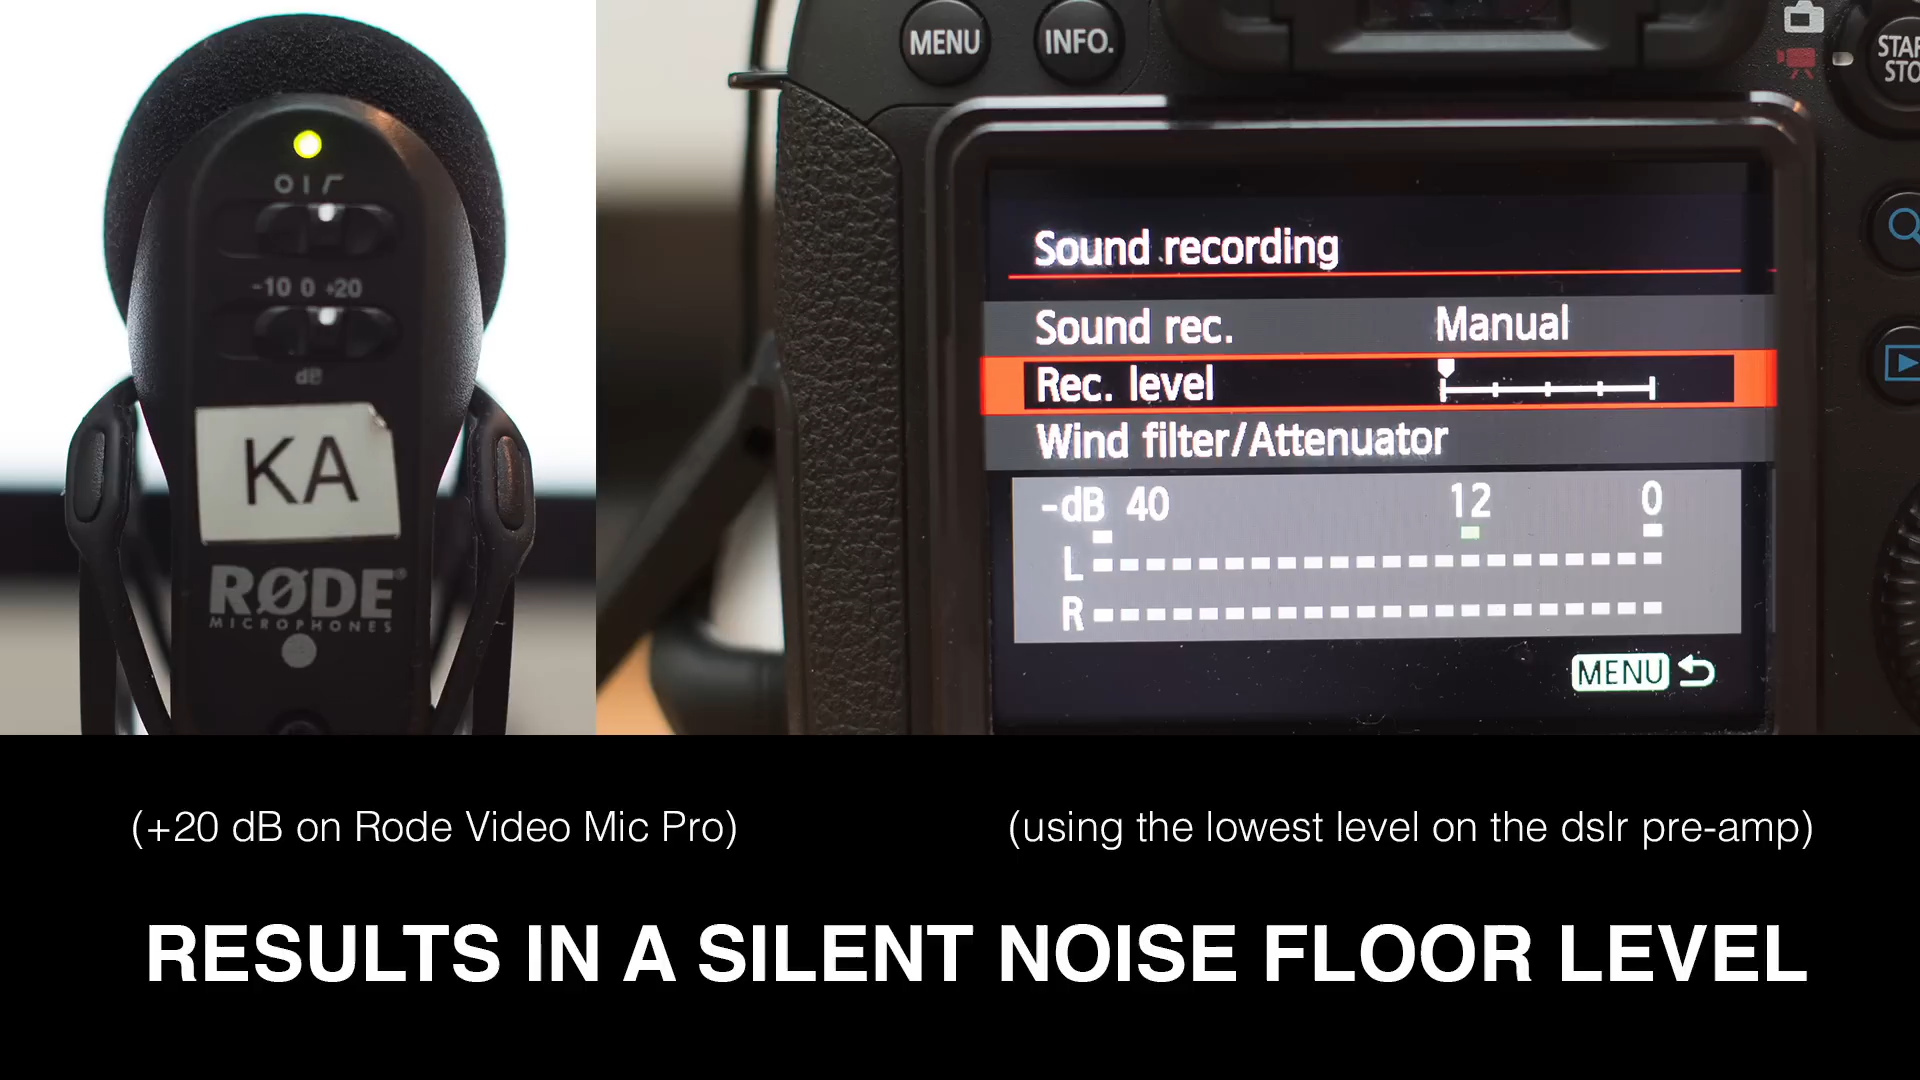 -10 0 +20
dB
KA
RØDE®
MICROPHONES
MENU
INFO.
Sound recording
Sound rec. Manual
Rec. level
Wind filter/Attenuator
-dB 40 12 0
L
R
MENU
(+20 dB on Rode Video Mic Pro)
(using the lowest level on the dslr pre-amp)
RESULTS IN A SILENT NOISE FLOOR LEVEL